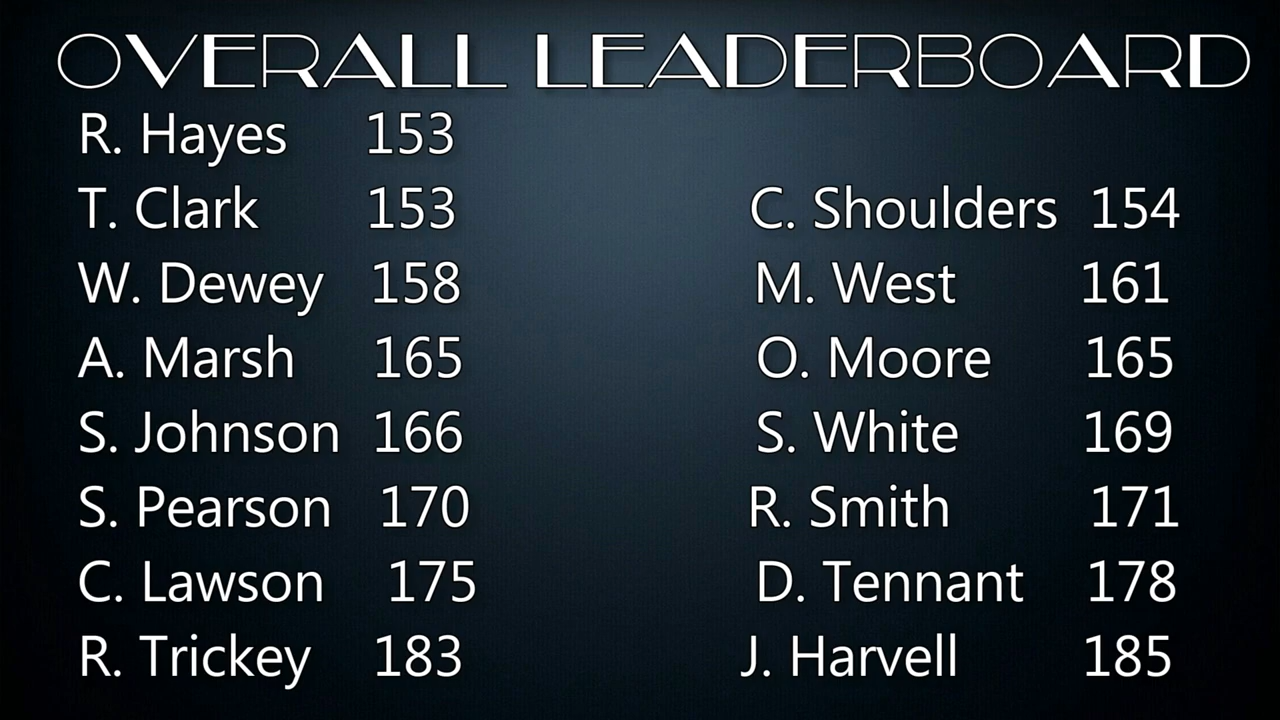 OVERALL LEADERBOARD
R. Hayes 153
T. Clark 153 C. Shoulders 154
W. Dewey 158 M. West 161
A. Marsh 165 O. Moore 165
S. Johnson 166 S. White 169
S. Pearson 170 R. Smith 171
C. Lawson 175 D. Tennant 178
R. Trickey 183 J. Harvell 185